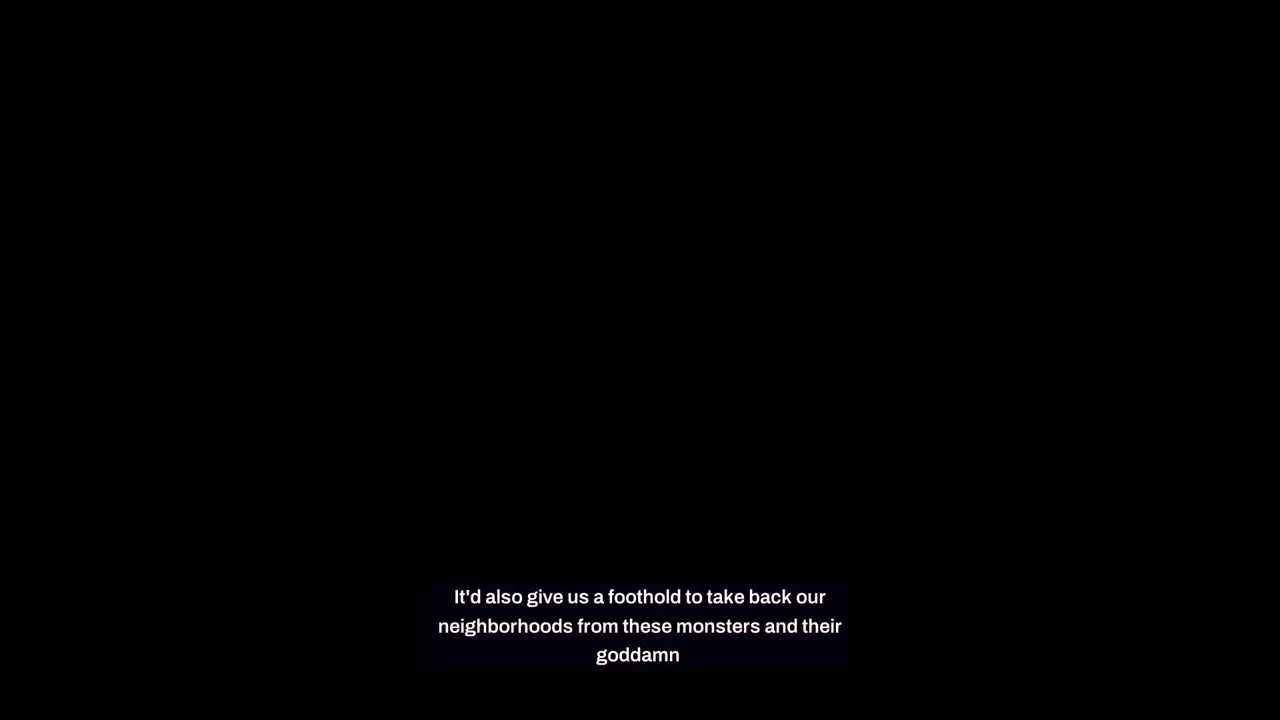 It'd also give us a foothold to take back our
neighborhoods from these monsters and their
goddamn